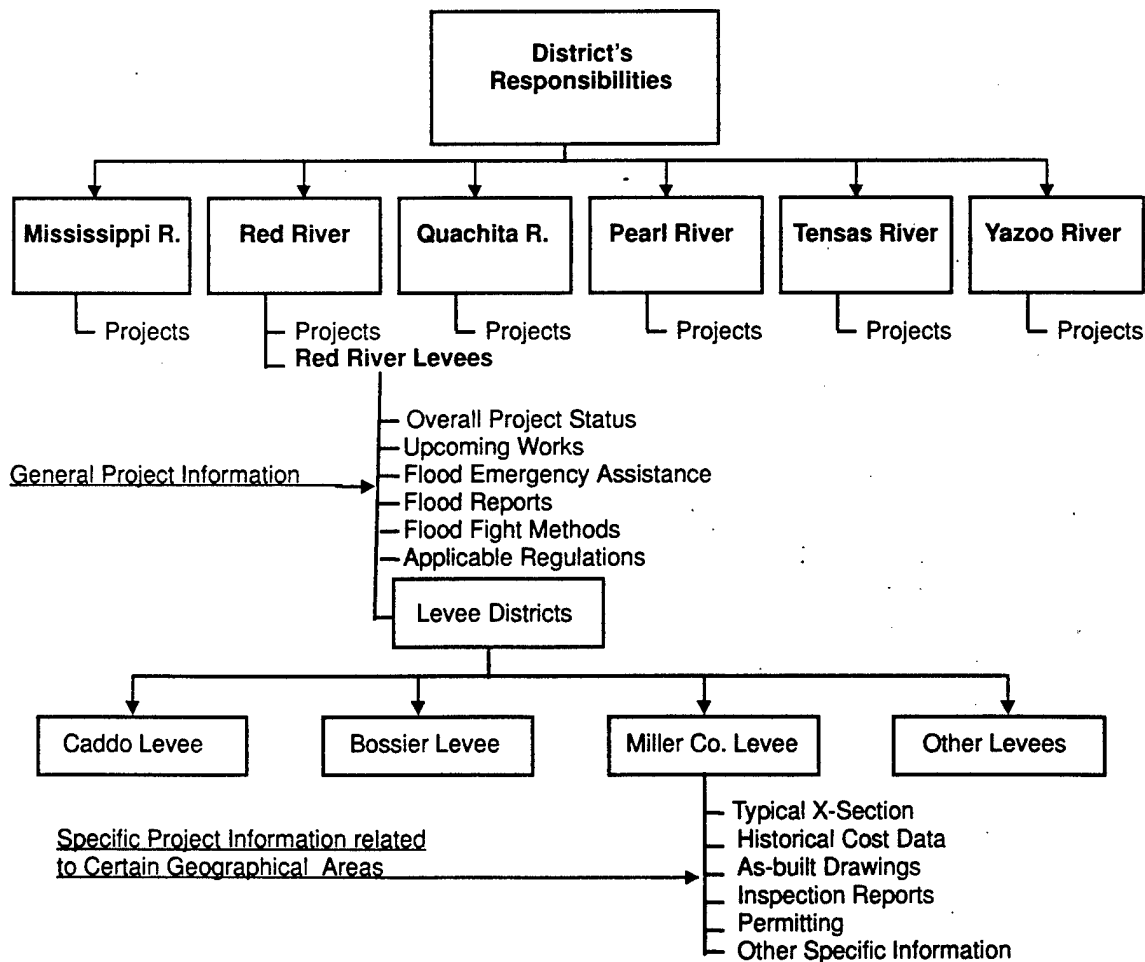 District's
Responsibilities
Mississippi R.
Red River
Quachita R.
Pearl River
Tensas River
Yazoo River
Projects
Projects
Projects
Projects
Projects
Projects
Red River Levees
Overall Project Status
Upcoming Works
General Project Information
Flood Emergency Assistance
Flood Reports
Flood Fight Methods
Applicable Regulations
Levee Districts
Caddo Levee
Bossier Levee
Miller Co. Levee
Other Levees
Typical X-Section
Specific Project Information related
to Certain Geographical Areas
Historical Cost Data
As-built Drawings
Inspection Reports
Permitting
Other Specific Information